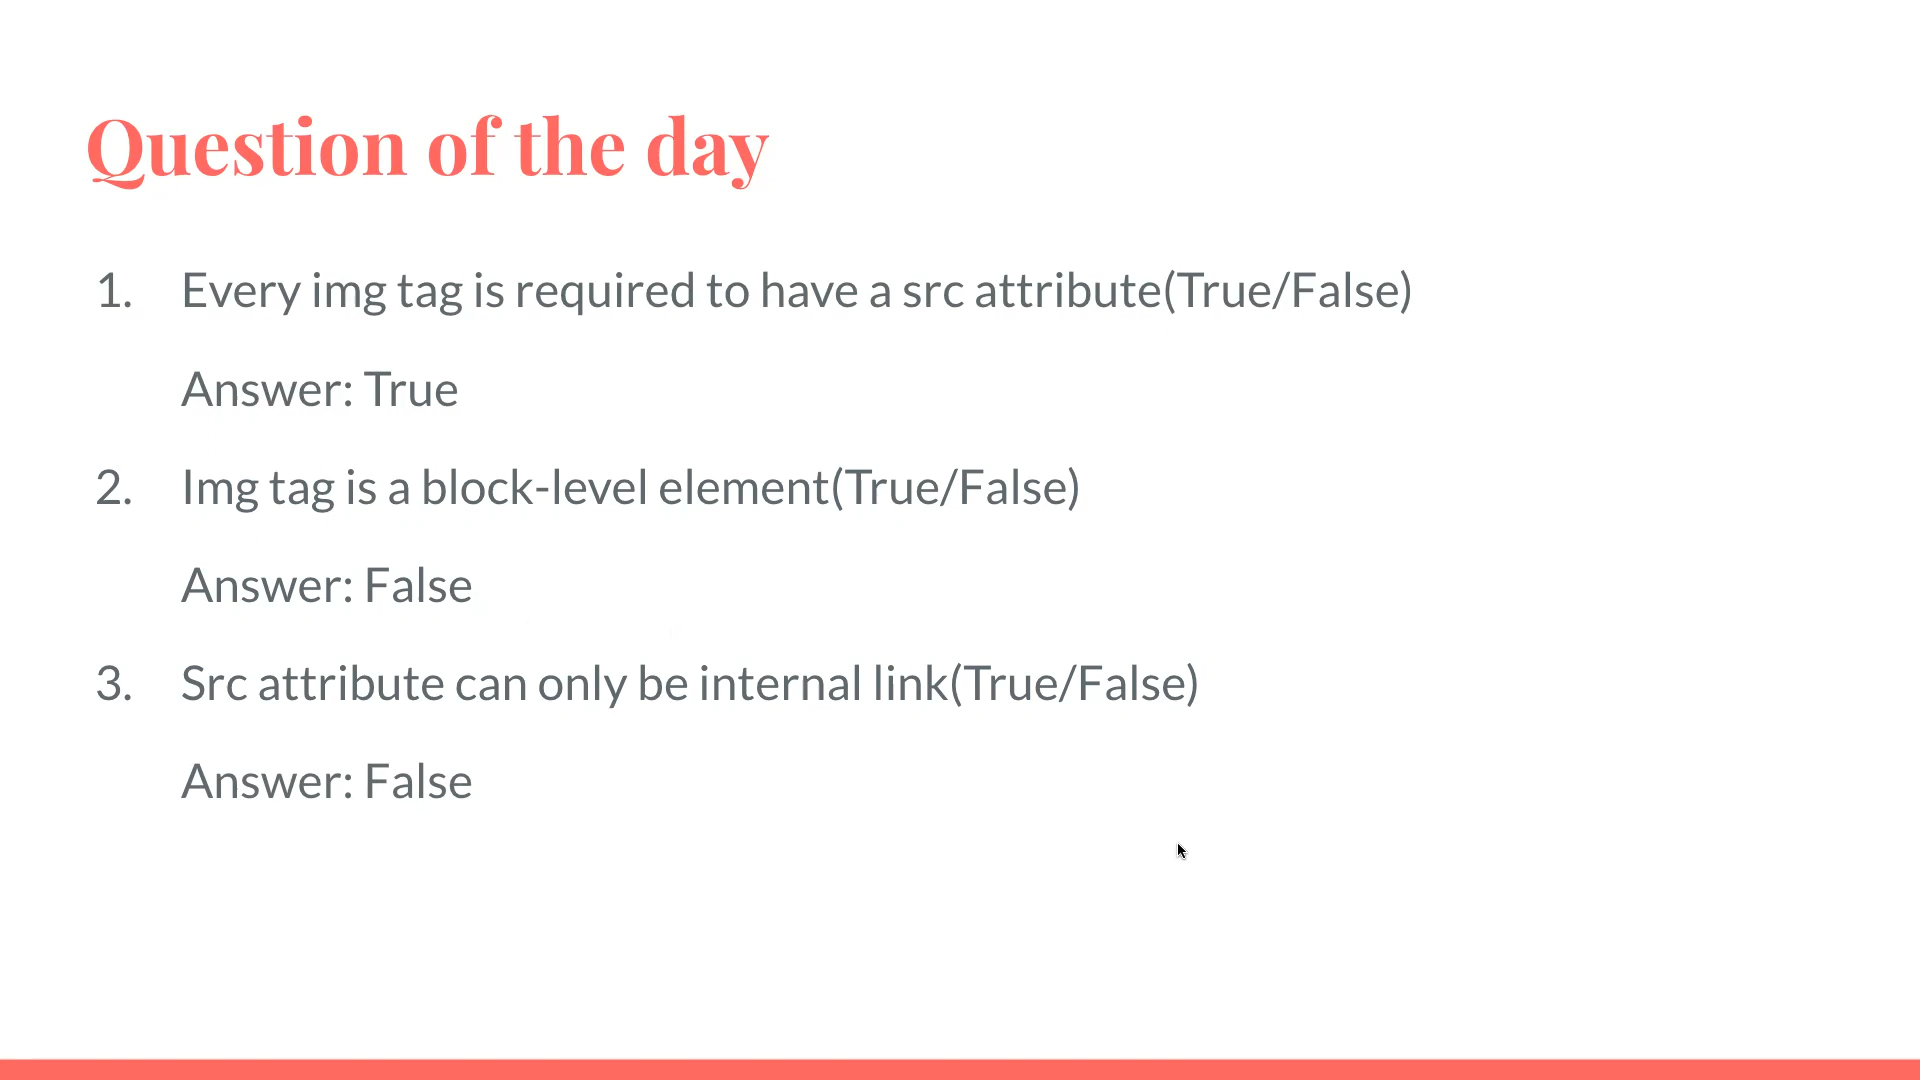 Question of the day
1. Every img tag is required to have a src attribute(True/False)
Answer: True
2. Img tag is a block-level element(True/False)
Answer: False
3. Src attribute can only be internal link(True/False)
Answer: False